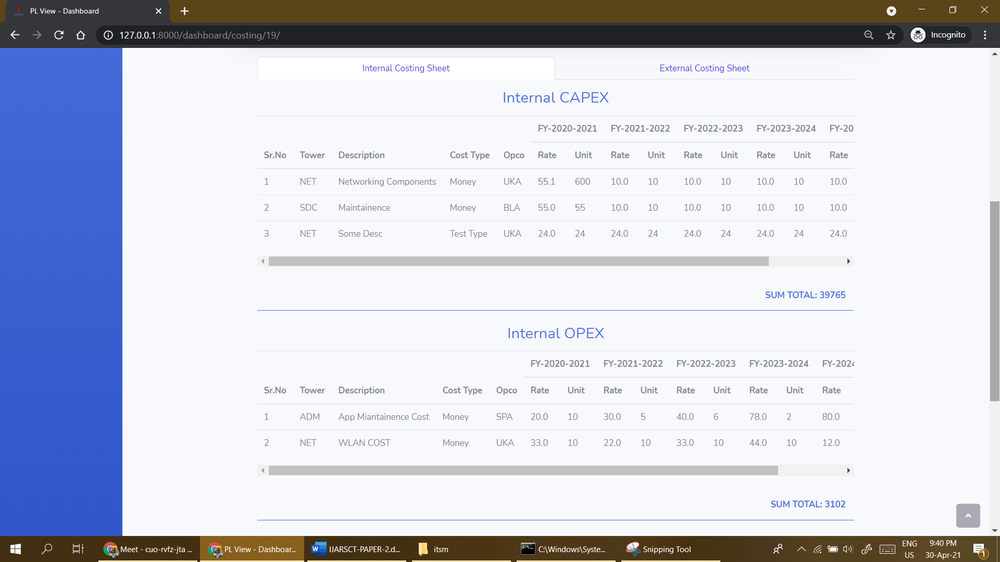 PL View - Dashboard
127.0.0.1:8000/dashboard/costing/19/
Incognito
Internal Costing Sheet External Costing Sheet
Internal CAPEX
FY-2020-2021 FY-2021-2022 FY-2022-2023 FY-2023-2024 FY-20
Sr.No Tower Description Cost Type Opco Rate Unit Rate Unit Rate Unit Rate Unit Rate
1 NET Networking Components Money UKA 55.1 600 10.0 10 10.0 10 10.0 10 10.0
2 SDC Maintainence Money BLA 55.0 55 10.0 10 10.0 10 10.0 10 10.0
3 NET Some Desc Test Type UKA 24.0 24 24.0 24 24.0 24 24.0 24 24.0
SUM TOTAL: 39765
Internal OPEX
FY-2020-2021 FY-2021-2022 FY-2022-2023 FY-2023-2024 FY-2024
Sr.No Tower Description Cost Type Opco Rate Unit Rate Unit Rate Unit Rate Unit Rate
1 ADM App Miantainence Cost Money SPA 20.0 10 30.0 5 40.0 6 78.0 2 80.0
2 NET WLAN COST Money UKA 33.0 10 22.0 10 33.0 10 44.0 10 12.0
SUM TOTAL: 3102
Meet - cuo-rvfz-jta ... PL View - Dashboar... IJARSCT-PAPER-2.d... itsm C:\Windows\Syste... Snipping Tool ENG 9:40 PM
US 30-Apr-21 1